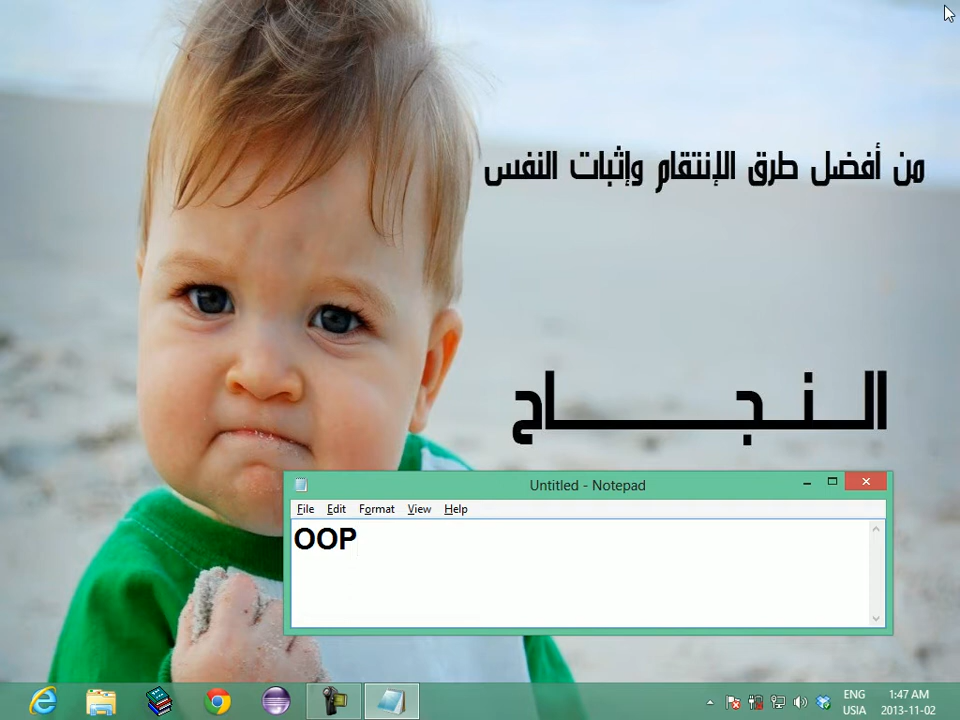 من أفضل طرق الإنتقام وإثبات النفس
الـــنـــجـــــــاح
Untitled - Notepad
File Edit Format View Help
OOP
ENG 1:47 AM
USIA 2013-11-02